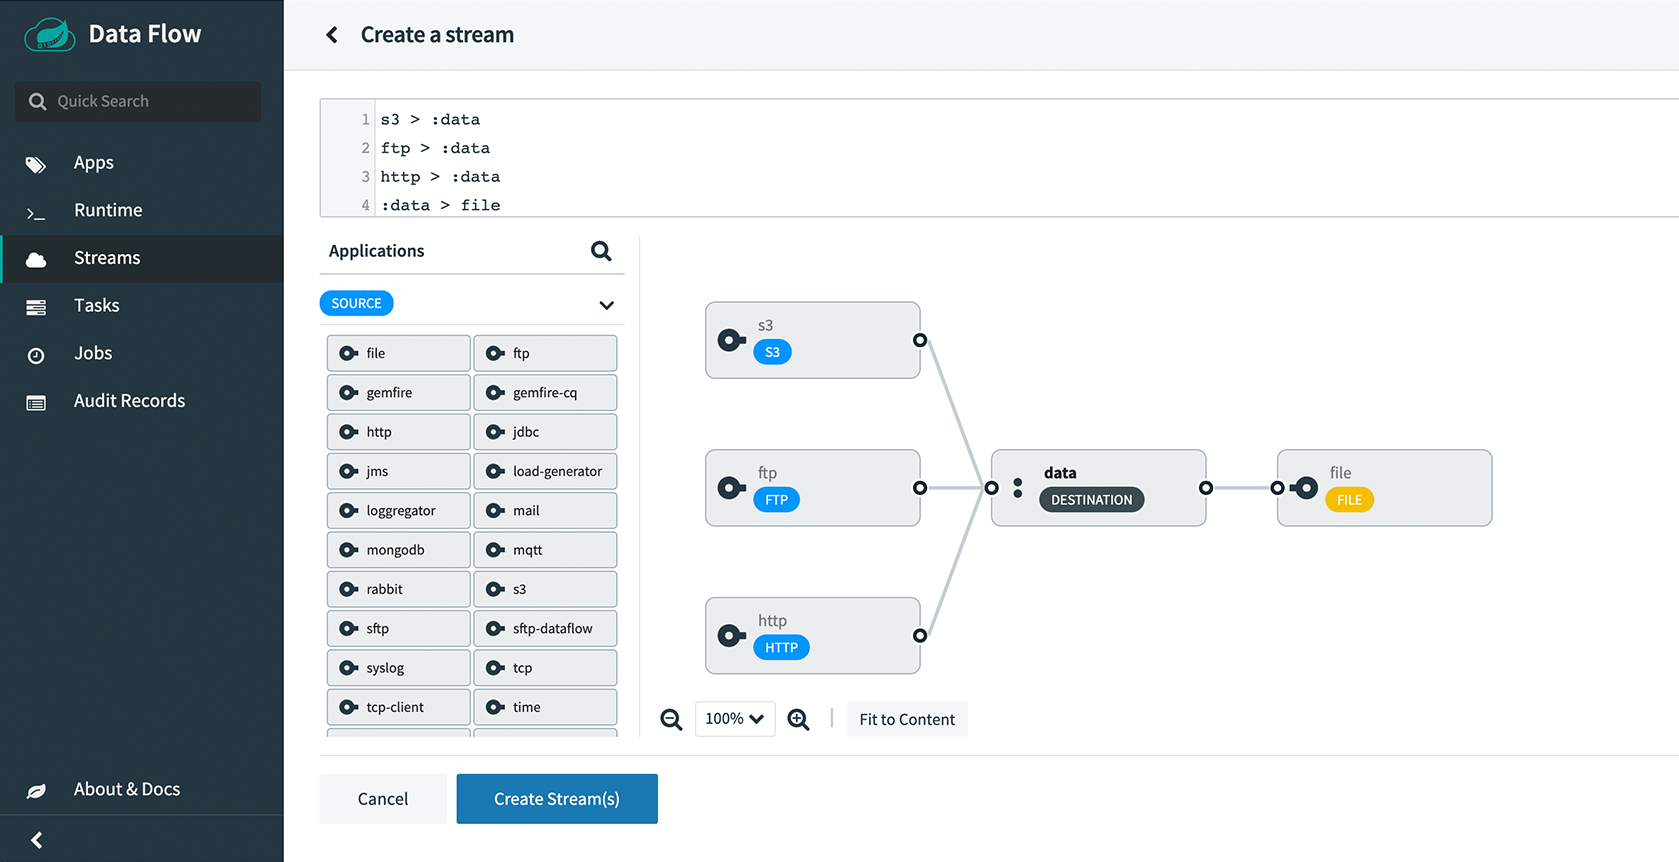 Data Flow
Quick Search
Apps
Runtime
Streams
Tasks
Jobs
Audit Records
About & Docs
Create a stream
1 s3 > :data
2 ftp > :data
3 http > :data
4 :data > file
Applications
SOURCE
file ftp
gemfire gemfire-cq
http jdbc
jms load-generator
loggregator mail
mongodb mqtt
rabbit s3
sftp sftp-dataflow
syslog tcp
tcp-client time
s3
S3
ftp
FTP
http
HTTP
data
DESTINATION
file
FILE
100%
Fit to Content
Cancel
Create Stream(s)